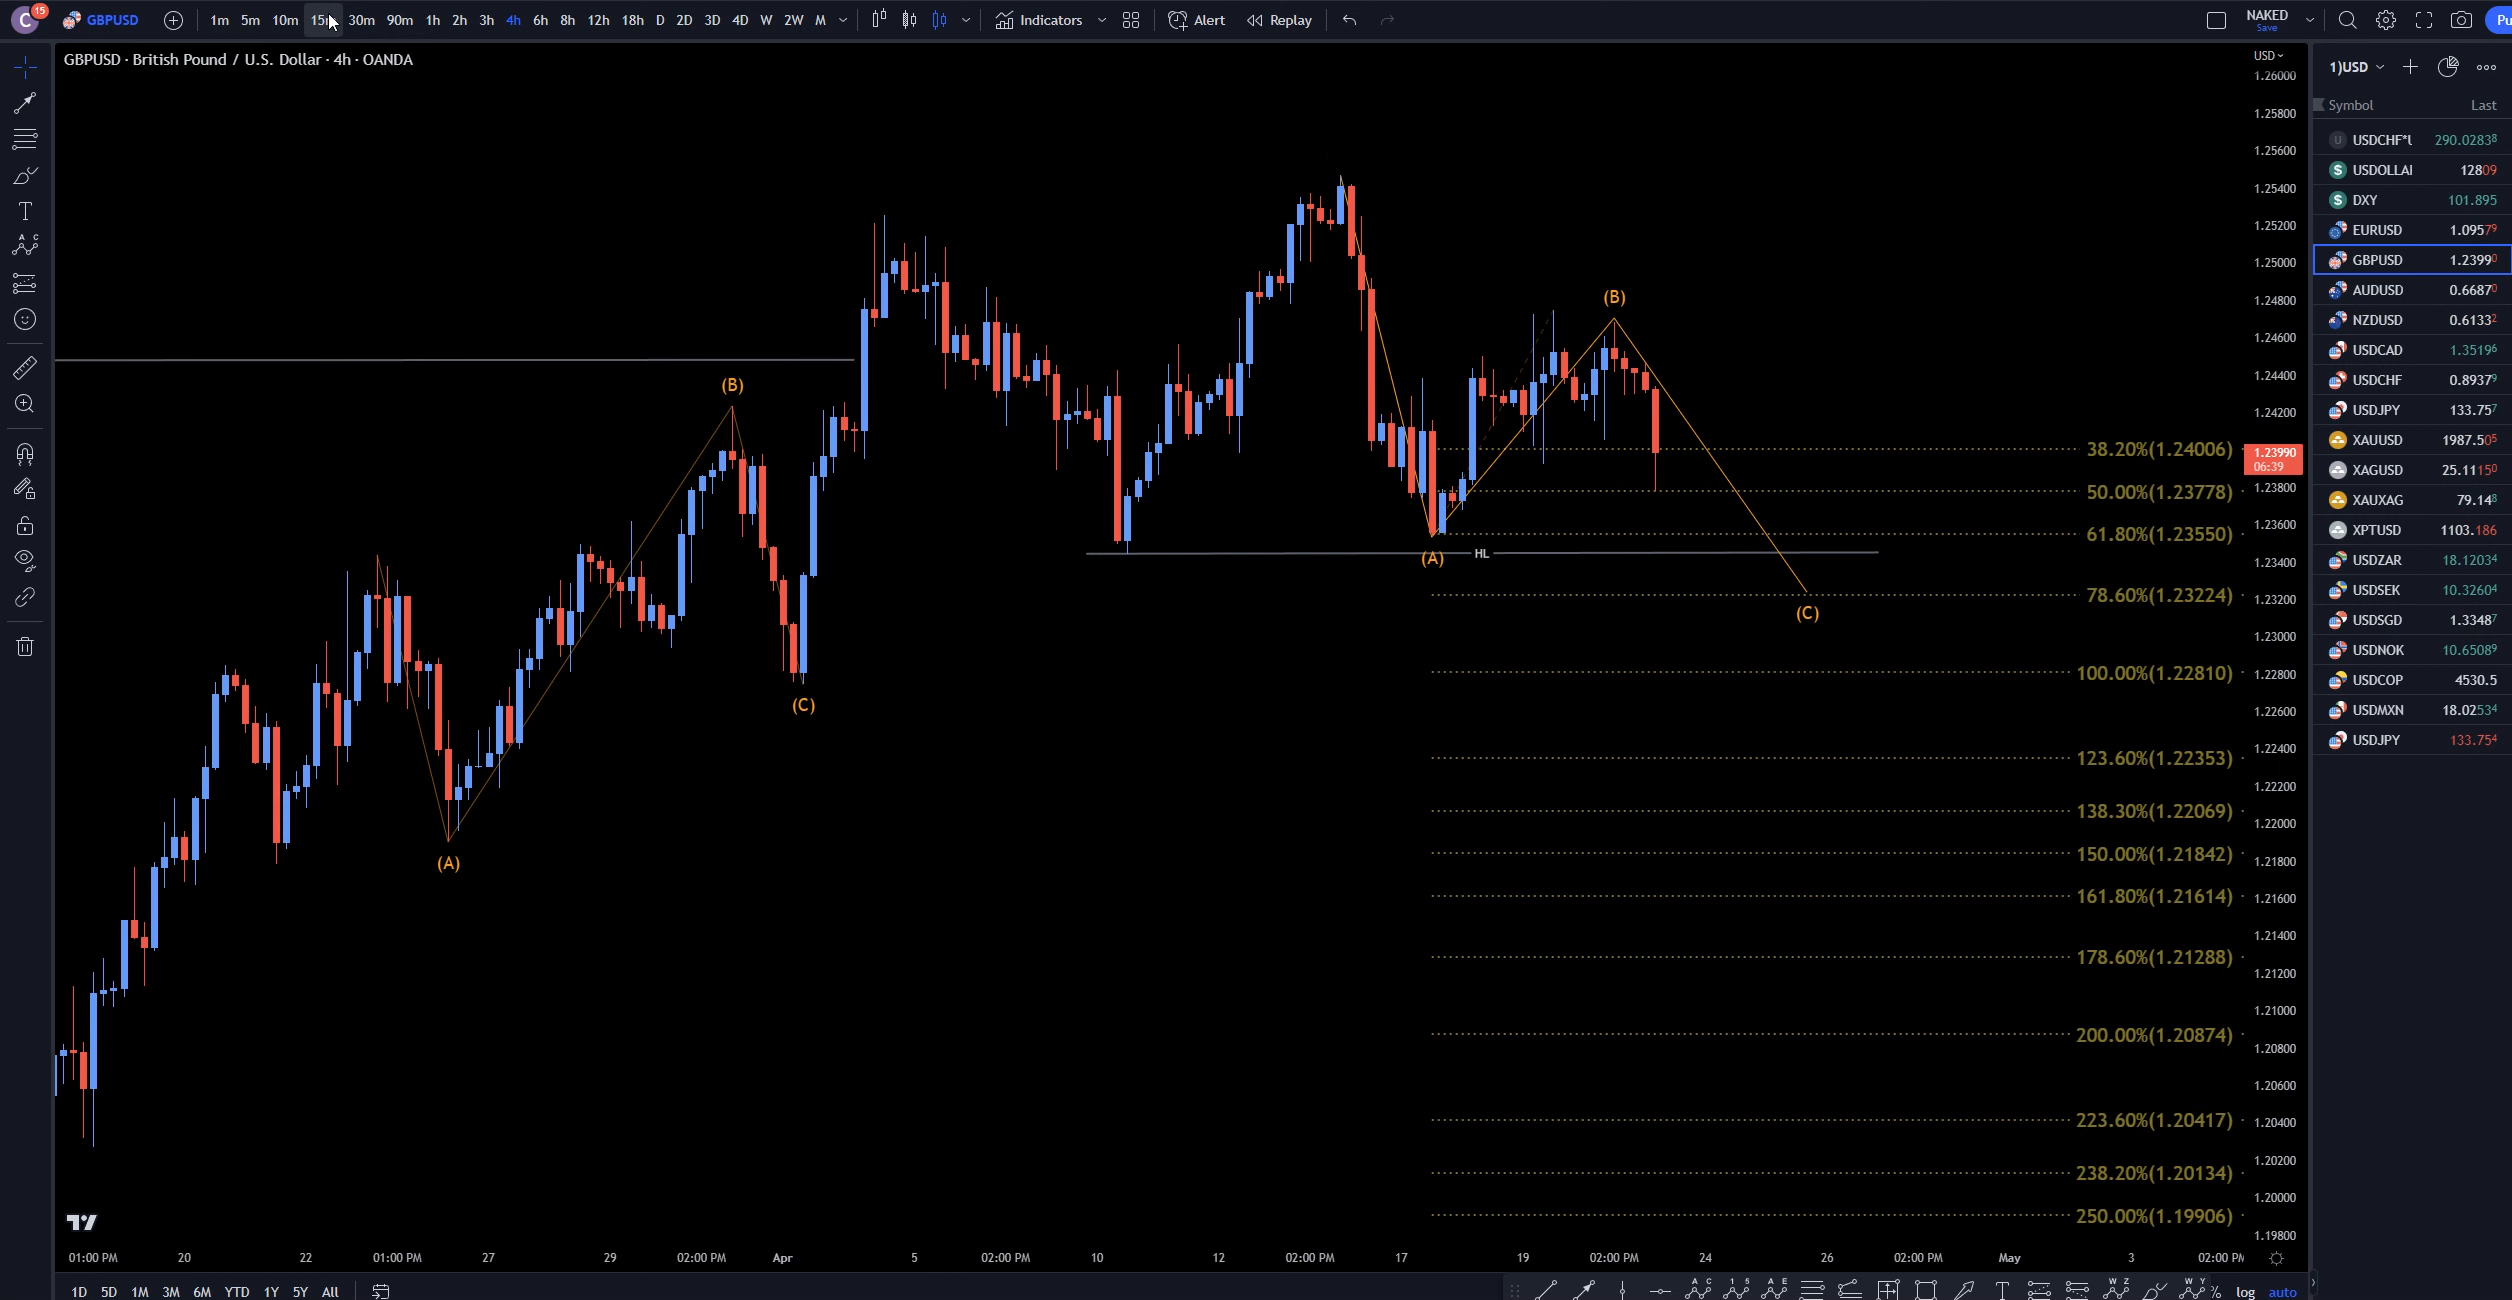 C 15 GBPUSD 1m 5m 10m 15m 30m 90m 1h 2h 3h 4h 6h 8h 12h 18h D 2D 3D 4D W 2W M Indicators Alert Replay NAKED Save Pu
GBPUSD · British Pound / U.S. Dollar · 4h · OANDA
USD
1.26000
1.25800
1.25600
1.25400
1.25200
1.25000
1.24800
1.24600
1.24400
1.24200
1.23990
06:39
1.23800
1.23600
1.23400
1.23200
1.23000
1.22800
1.22600
1.22400
1.22200
1.22000
1.21800
1.21600
1.21400
1.21200
1.21000
1.20800
1.20600
1.20400
1.20200
1.20000
1.19800
(B)
(B)
(A)
HL
(C)
(C)
(A)
38.20%(1.24006)
50.00%(1.23778)
61.80%(1.23550)
78.60%(1.23224)
100.00%(1.22810)
123.60%(1.22353)
138.30%(1.22069)
150.00%(1.21842)
161.80%(1.21614)
178.60%(1.21288)
200.00%(1.20874)
223.60%(1.20417)
238.20%(1.20134)
250.00%(1.19906)
01:00 PM 20 22 01:00 PM 27 29 02:00 PM Apr 5 02:00 PM 10 12 02:00 PM 17 19 02:00 PM 24 26 02:00 PM May 3 02:00 PM
1D 5D 1M 3M 6M YTD 1Y 5Y All % log auto
1)USD
Symbol Last
USDCHF*U 290.02838
USDOLLAR 12809
DXY 101.895
EURUSD 1.09579
GBPUSD 1.23990
AUDUSD 0.66870
NZDUSD 0.61332
USDCAD 1.35196
USDCHF 0.89379
USDJPY 133.757
XAUUSD 1987.505
XAGUSD 25.11150
XAUXAG 79.148
XPTUSD 1103.186
USDZAR 18.12034
USDSEK 10.32604
USDSGD 1.33487
USDNOK 10.65089
USDCOP 4530.5
USDMXN 18.02534
USDJPY 133.754